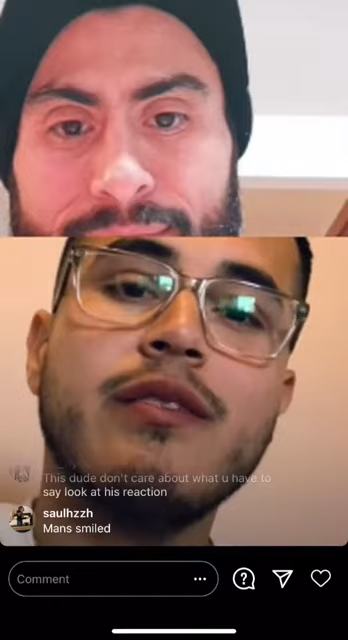 This dude don't care about what u have to
say look at his reaction
saulhzzh
Mans smiled
Comment